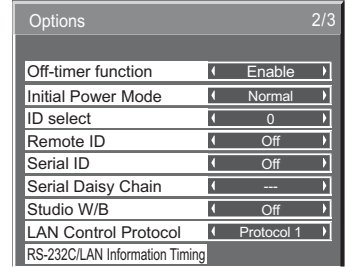 Options 2/3
Off-timer function Enable
Initial Power Mode Normal
ID select 0
Remote ID Off
Serial ID Off
Serial Daisy Chain ---
Studio W/B Off
LAN Control Protocol Protocol 1
RS-232C/LAN Information Timing